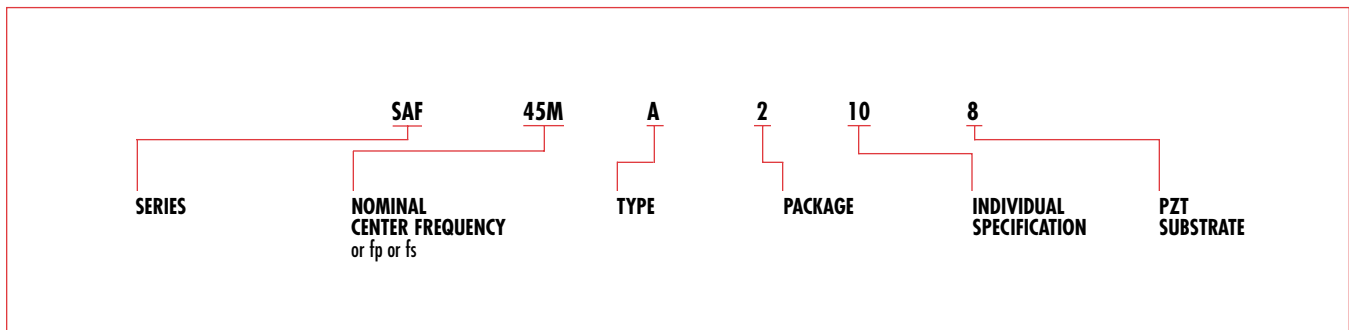 SAF 45M A 2 10 8
SERIES
NOMINAL
CENTER FREQUENCY
or fp or fs
TYPE
PACKAGE
INDIVIDUAL
SPECIFICATION
PZT
SUBSTRATE